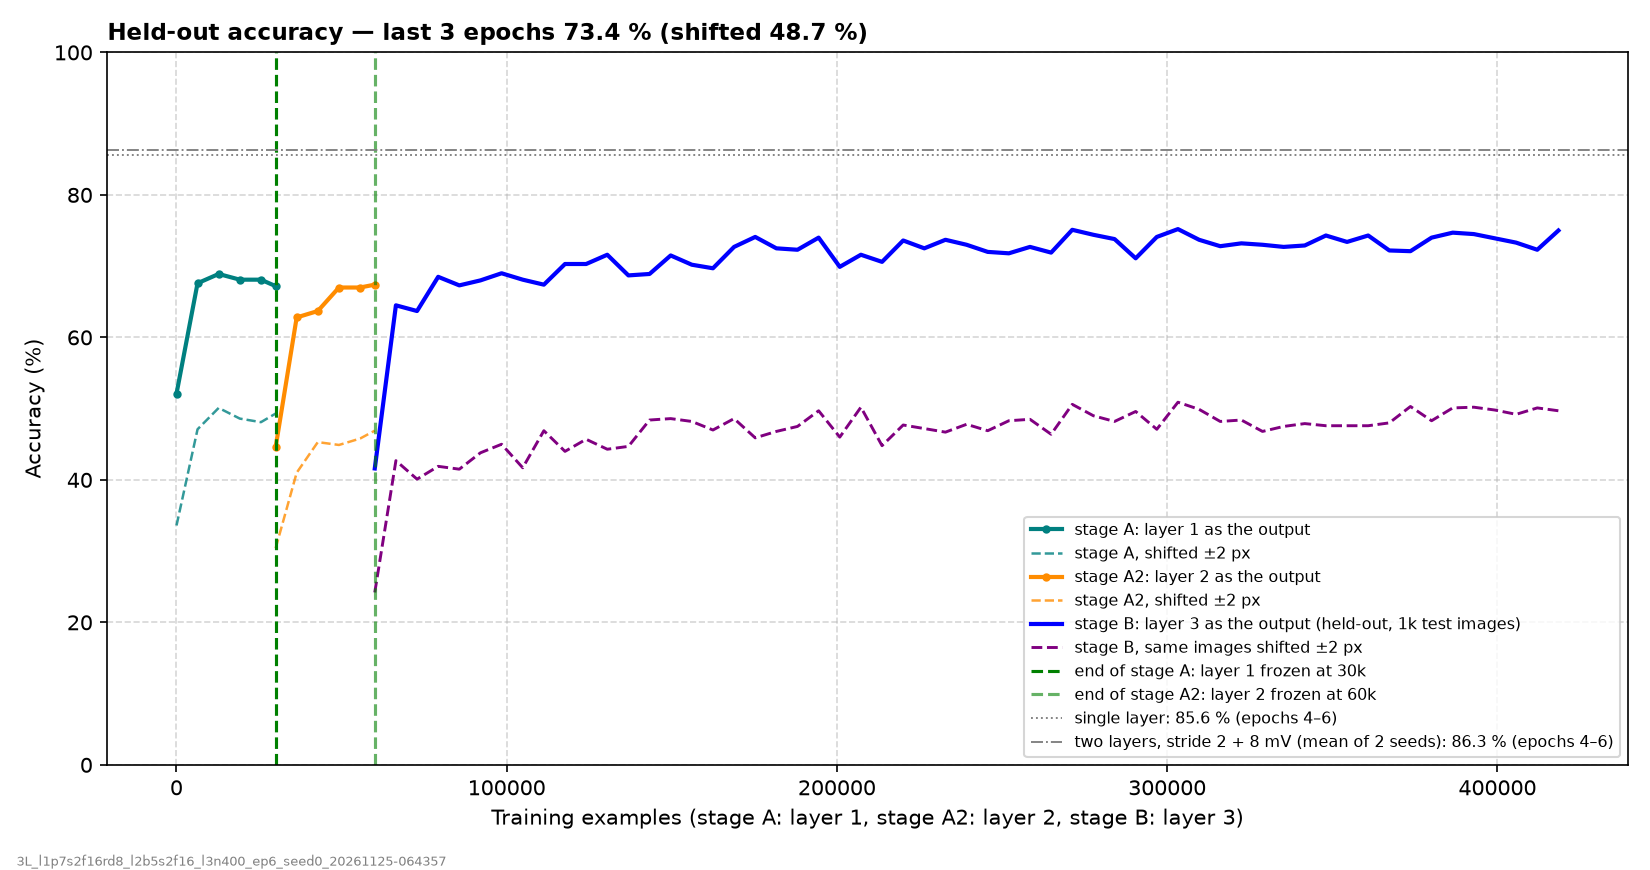 Held-out accuracy — last 3 epochs 73.4 % (shifted 48.7 %)
100
80
60
40
20
0
Accuracy (%)
stage A: layer 1 as the output
stage A, shifted ±2 px
stage A2: layer 2 as the output
stage A2, shifted ±2 px
stage B: layer 3 as the output (held-out, 1k test images)
stage B, same images shifted ±2 px
end of stage A: layer 1 frozen at 30k
end of stage A2: layer 2 frozen at 60k
single layer: 85.6 % (epochs 4–6)
two layers, stride 2 + 8 mV (mean of 2 seeds): 86.3 % (epochs 4–6)
0 100000 200000 300000 400000
Training examples (stage A: layer 1, stage A2: layer 2, stage B: layer 3)
3L_l1p7s2f16rd8_l2b5s2f16_l3n400_ep6_seed0_20261125-064357